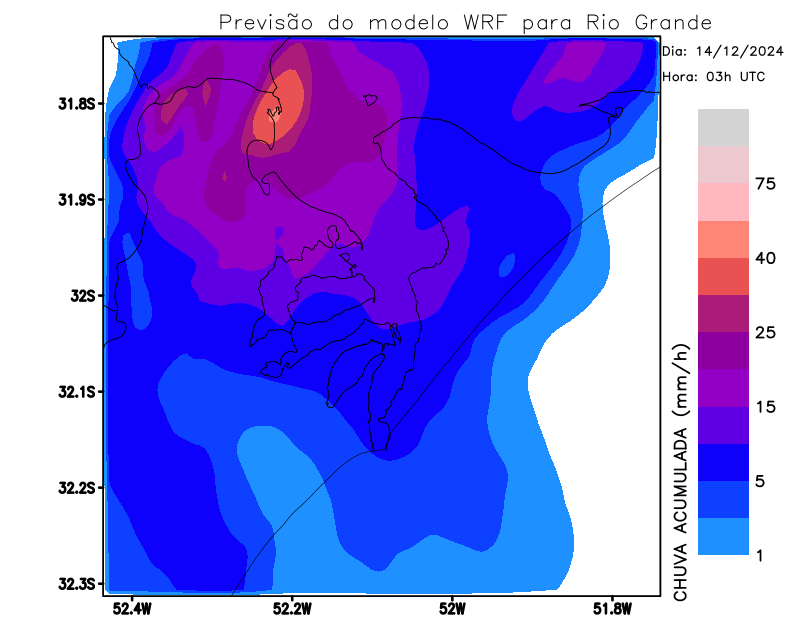 Previsão do modelo WRF para Rio Grande
Dia: 14/12/2024
Hora: 03h UTC
31.8S
31.9S
32S
32.1S
32.2S
32.3S
52.4W
52.2W
52W
51.8W
75
40
25
15
5
1
CHUVA ACUMULADA (mm/h)